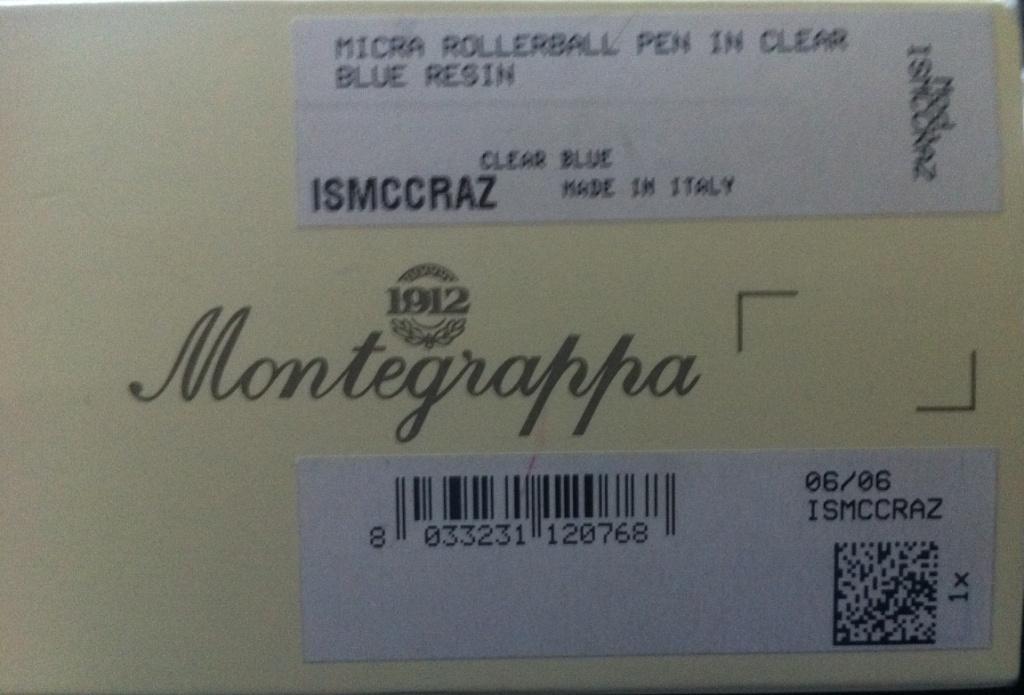 MICRA ROLLERBALL PEN IN CLEAR
BLUE RESIN
CLEAR BLUE
ISMCCRAZ MADE IN ITALY
ISMCCRAZ
1912
Montegrappa
8 033231 120768
06/06
ISMCCRAZ
1x